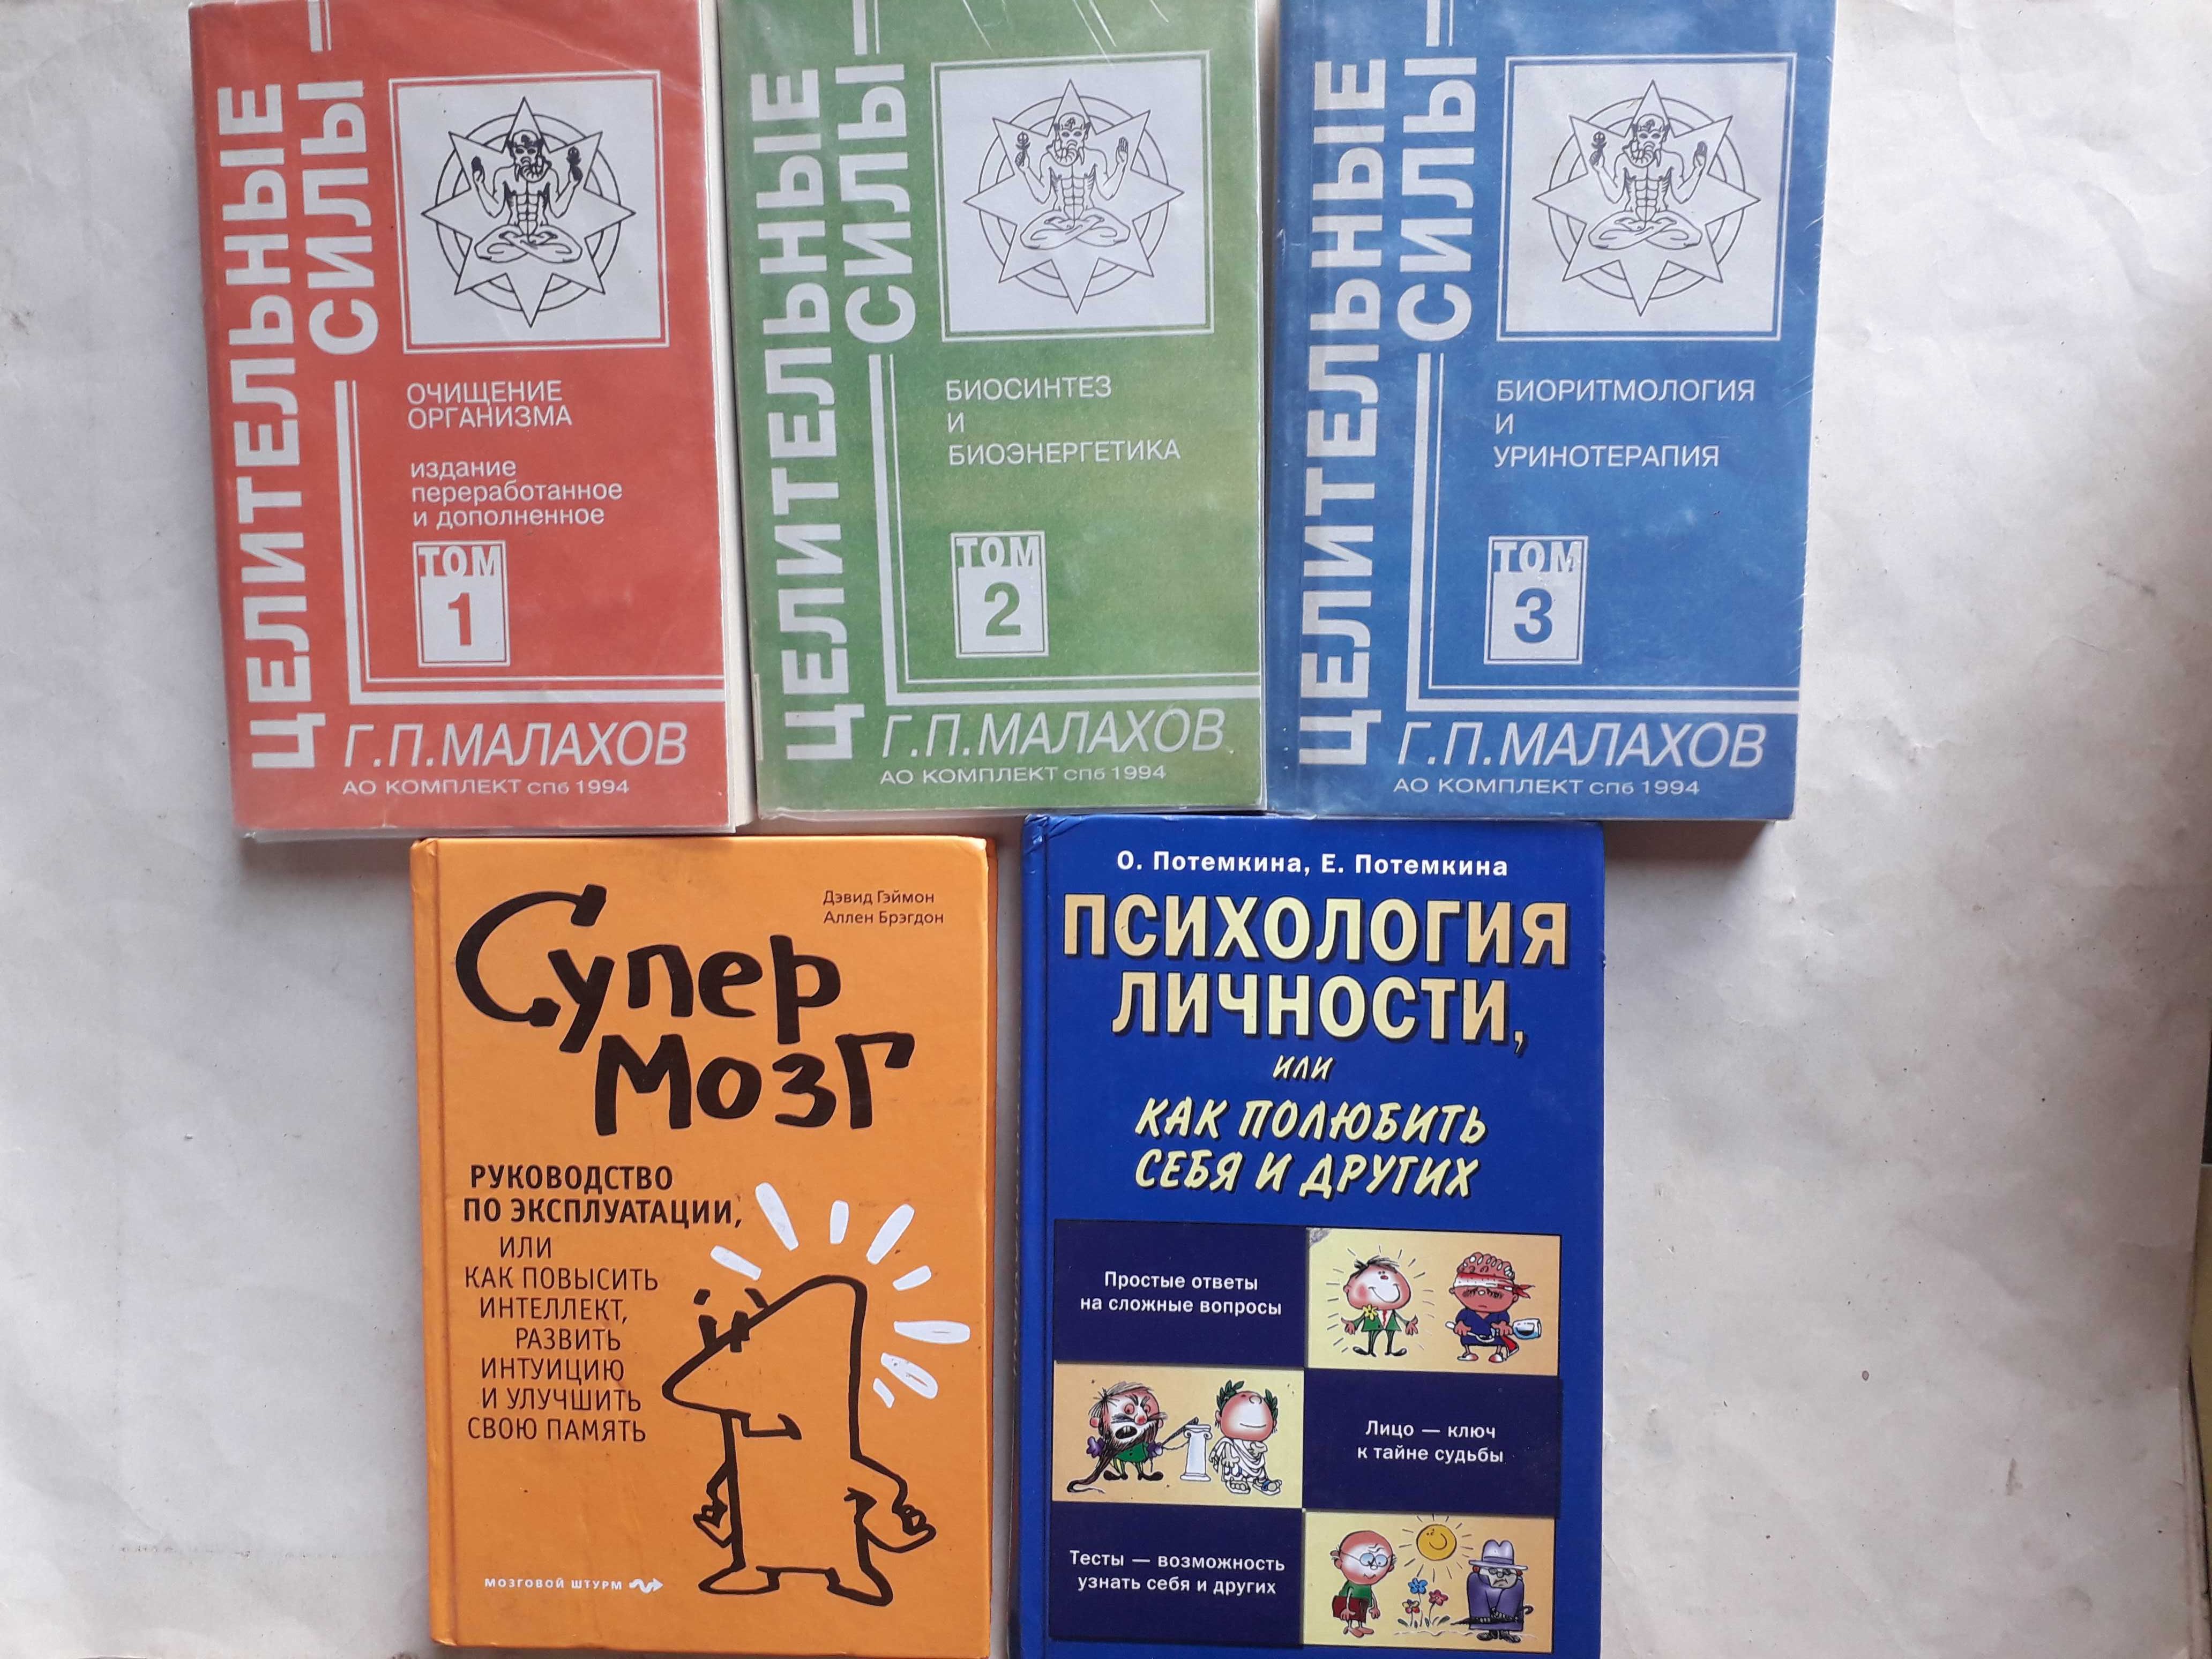 ЦЕЛИТЕЛЬНЫЕ
СИЛЫ
ОЧИЩЕНИЕ
ОРГАНИЗМА
издание
переработанное
и дополненное
ТОМ
1
Г.П.МАЛАХОВ
АО КОМПЛЕКТ спб 1994
ЦЕЛИТЕЛЬНЫЕ
СИЛЫ
БИОСИНТЕЗ
И
БИОЭНЕРГЕТИКА
ТОМ
2
Г.П.МАЛАХОВ
АО КОМПЛЕКТ спб 1994
ЦЕЛИТЕЛЬНЫЕ
СИЛЫ
БИОРИТМОЛОГИЯ
И
УРИНОТЕРАПИЯ
ТОМ
3
Г.П.МАЛАХОВ
АО КОМПЛЕКТ спб 1994
Дэвид Гэймон
Аллен Брэгдон
Супер
мозг
РУКОВОДСТВО
ПО ЭКСПЛУАТАЦИИ,
ИЛИ
КАК ПОВЫСИТЬ
ИНТЕЛЛЕКТ,
РАЗВИТЬ
ИНТУИЦИЮ
И УЛУЧШИТЬ
СВОЮ ПАМЯТЬ
МОЗГОВОЙ ШТУРМ
О. Потемкина, Е. Потемкина
ПСИХОЛОГИЯ
ЛИЧНОСТИ,
ИЛИ
КАК ПОЛЮБИТЬ
СЕБЯ И ДРУГИХ
Простые ответы
на сложные вопросы
Лицо — ключ
к тайне судьбы
Тесты — возможность
узнать себя и других